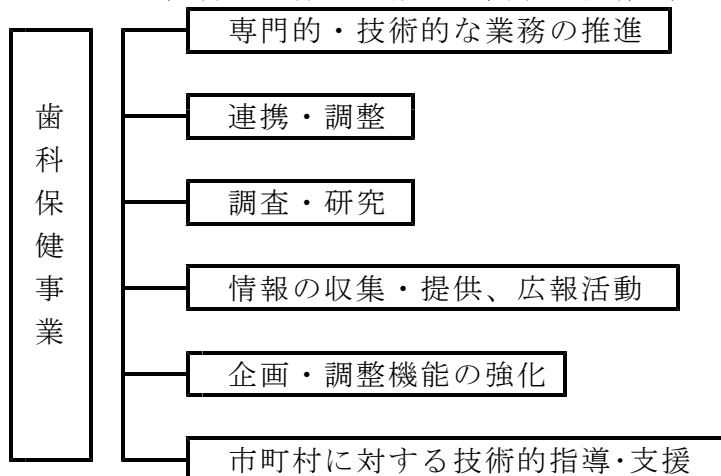 歯科保健事業
専門的・技術的な業務の推進
連携・調整
調査・研究
情報の収集・提供、広報活動
企画・調整機能の強化
市町村に対する技術的指導・支援